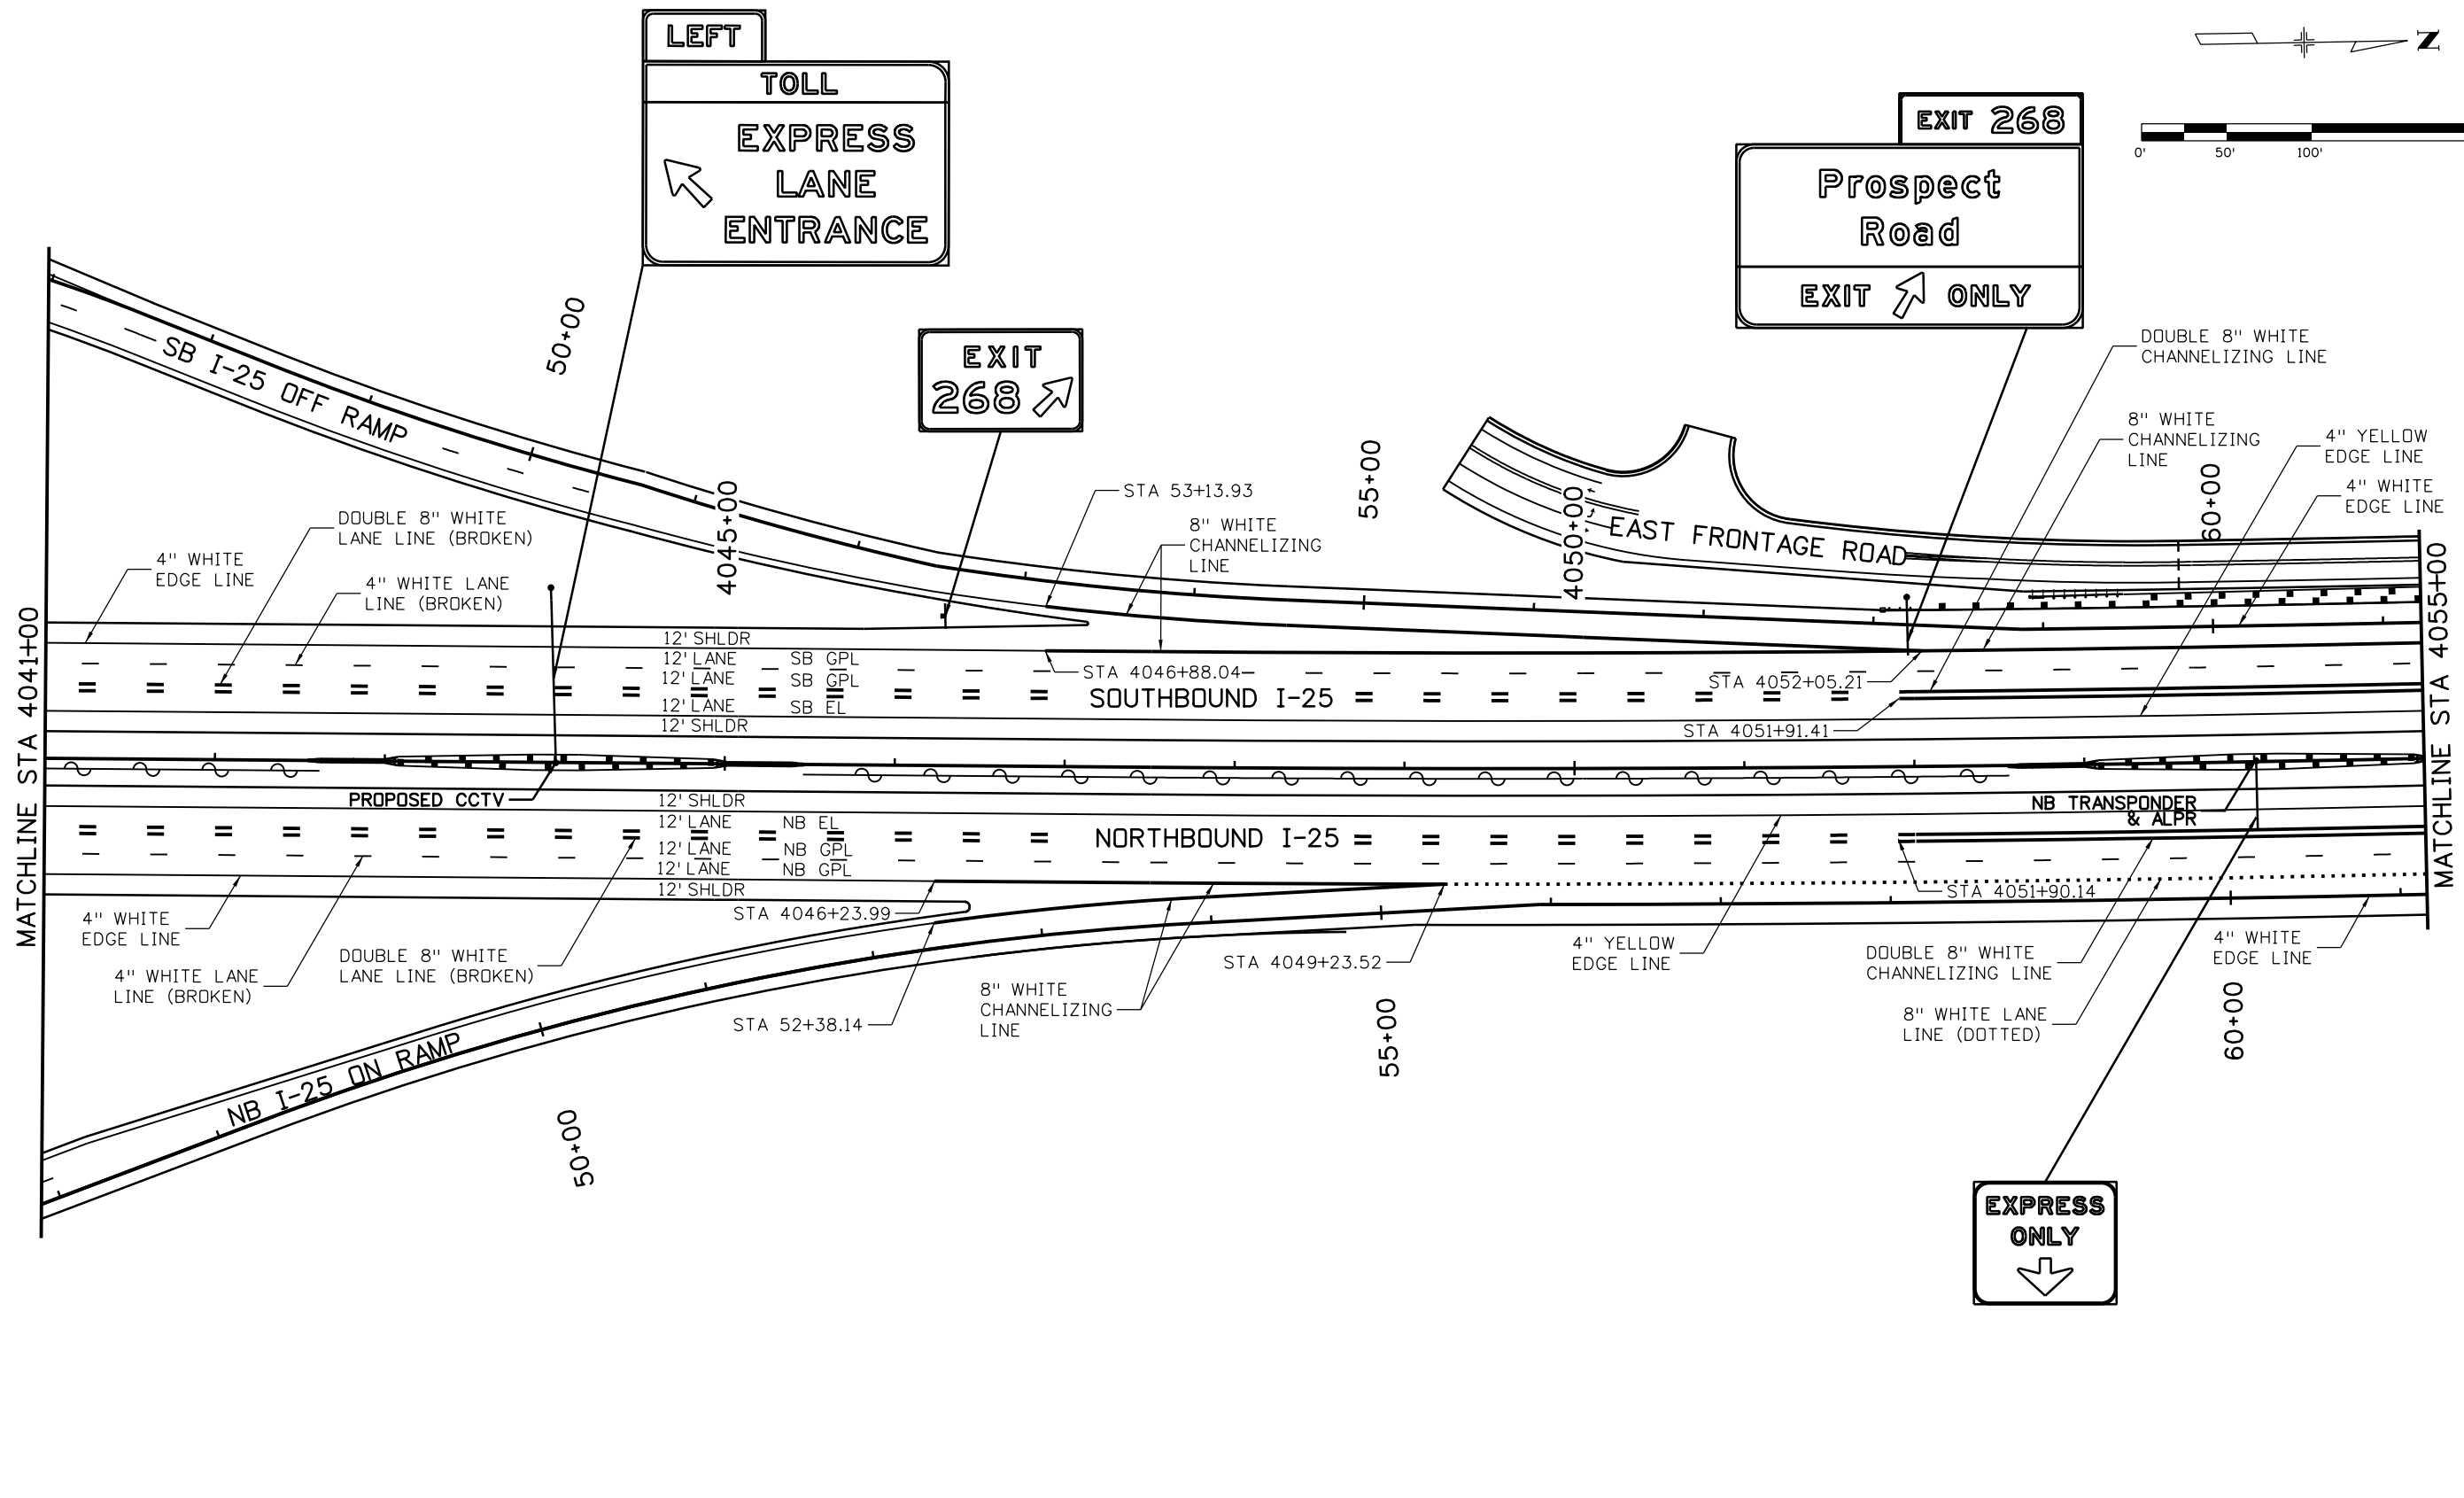 LEFT
TOLL
EXPRESS
LANE
ENTRANCE
N
EXIT 268
Prospect
Road
EXIT ONLY
0' 50' 100'
EXIT
268
50+00
4045+00
55+00
4050+00
60+00
SB I-25 OFF RAMP
EAST FRONTAGE ROAD
DOUBLE 8" WHITE
CHANNELIZING LINE
8" WHITE
CHANNELIZING
LINE
4" YELLOW
EDGE LINE
4" WHITE
EDGE LINE
STA 53+13.93
8" WHITE
CHANNELIZING
LINE
DOUBLE 8" WHITE
LANE LINE (BROKEN)
4" WHITE
EDGE LINE
4" WHITE LANE
LINE (BROKEN)
MATCHLINE STA 4041+00
MATCHLINE STA 4055+00
12' SHLDR
12' LANE SB GPL
12' LANE SB GPL
12' LANE SB EL
12' SHLDR
STA 4046+88.04
SOUTHBOUND I-25
STA 4052+05.21
STA 4051+91.41
PROPOSED CCTV
NB TRANSPONDER
& ALPR
12' SHLDR
12' LANE NB EL
12' LANE NB GPL
12' LANE NB GPL
12' SHLDR
NORTHBOUND I-25
STA 4051+90.14
STA 4046+23.99
4" WHITE
EDGE LINE
4" WHITE LANE
LINE (BROKEN)
DOUBLE 8" WHITE
LANE LINE (BROKEN)
STA 52+38.14
8" WHITE
CHANNELIZING
LINE
STA 4049+23.52
4" YELLOW
EDGE LINE
DOUBLE 8" WHITE
CHANNELIZING LINE
8" WHITE LANE
LINE (DOTTED)
4" WHITE
EDGE LINE
NB I-25 ON RAMP
50+00
55+00
60+00
EXPRESS
ONLY